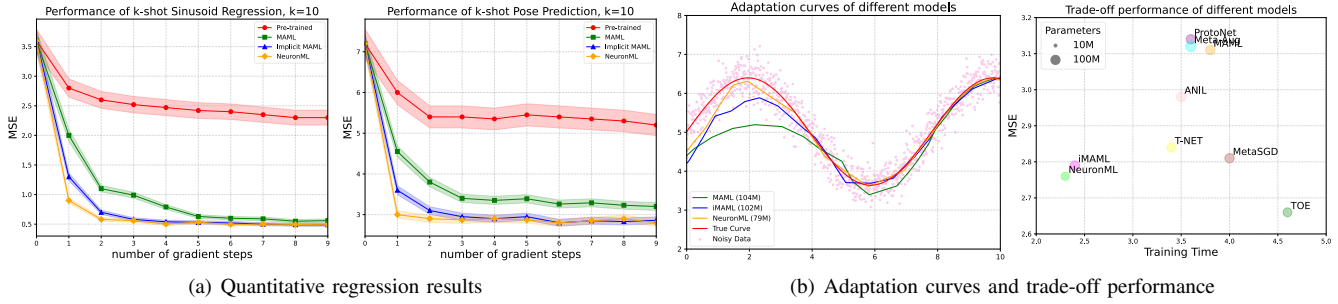 Performance of k-shot Sinusoid Regression, k=10
Pre-trained
MAML
Implicit MAML
NeuronML
MSE
3.5
3.0
2.5
2.0
1.5
1.0
0.5
0 1 2 3 4 5 6 7 8 9
number of gradient steps
Performance of k-shot Pose Prediction, k=10
Pre-trained
MAML
Implicit MAML
NeuronML
MSE
7
6
5
4
3
0 1 2 3 4 5 6 7 8 9
number of gradient steps
(a) Quantitative regression results
Adaptation curves of different models
8
7
6
5
4
2
MAML (104M)
iMAML (102M)
NeuronML (79M)
True Curve
Noisy Data
0 2 4 6 8 10
Trade-off performance of different models
Parameters
10M
100M
ProtoNet
Meta-Aug
MAML
ANIL
T-NET
MetaSGD
iMAML
NeuronML
TOE
MSE
3.2
3.1
3.0
2.9
2.8
2.7
2.6
2.0 2.5 3.0 3.5 4.0 4.5 5.0
Training Time
(b) Adaptation curves and trade-off performance